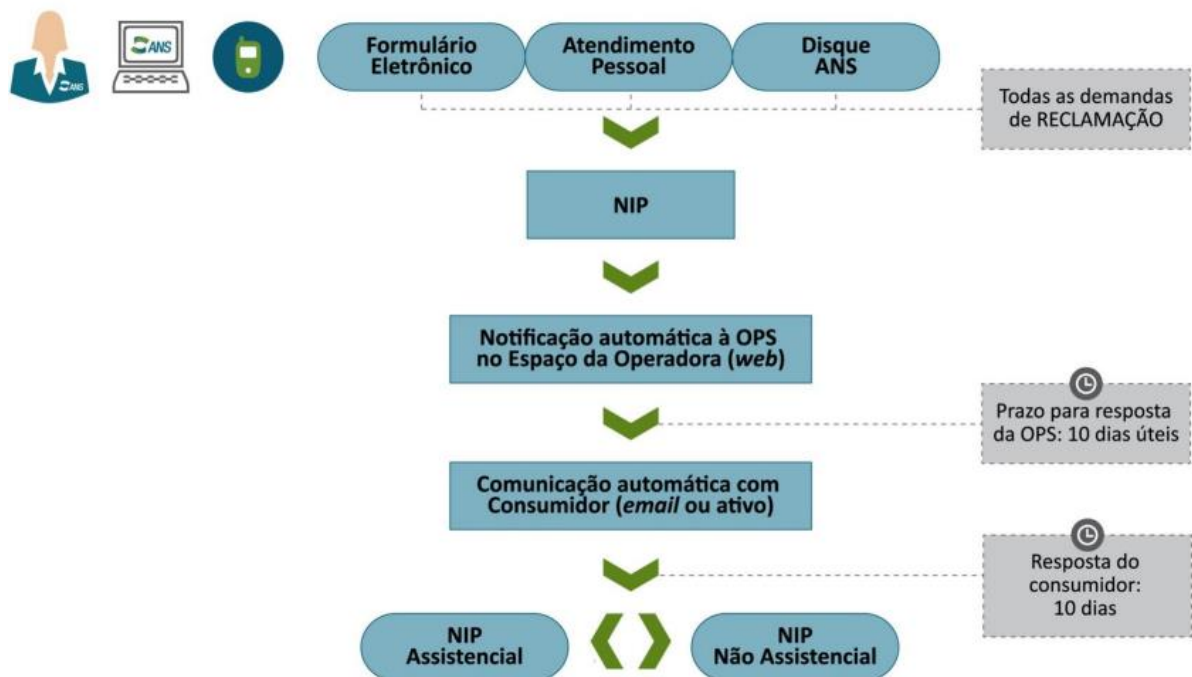 ANS
ANS
Formulário
Eletrônico
Atendimento
Pessoal
Disque
ANS
Todas as demandas
de RECLAMAÇÃO
NIP
Notificação automática à OPS
no Espaço da Operadora (web)
Prazo para resposta
da OPS: 10 dias úteis
Comunicação automática com
Consumidor (email ou ativo)
Resposta do
consumidor:
10 dias
NIP
Assistencial
NIP
Não Assistencial